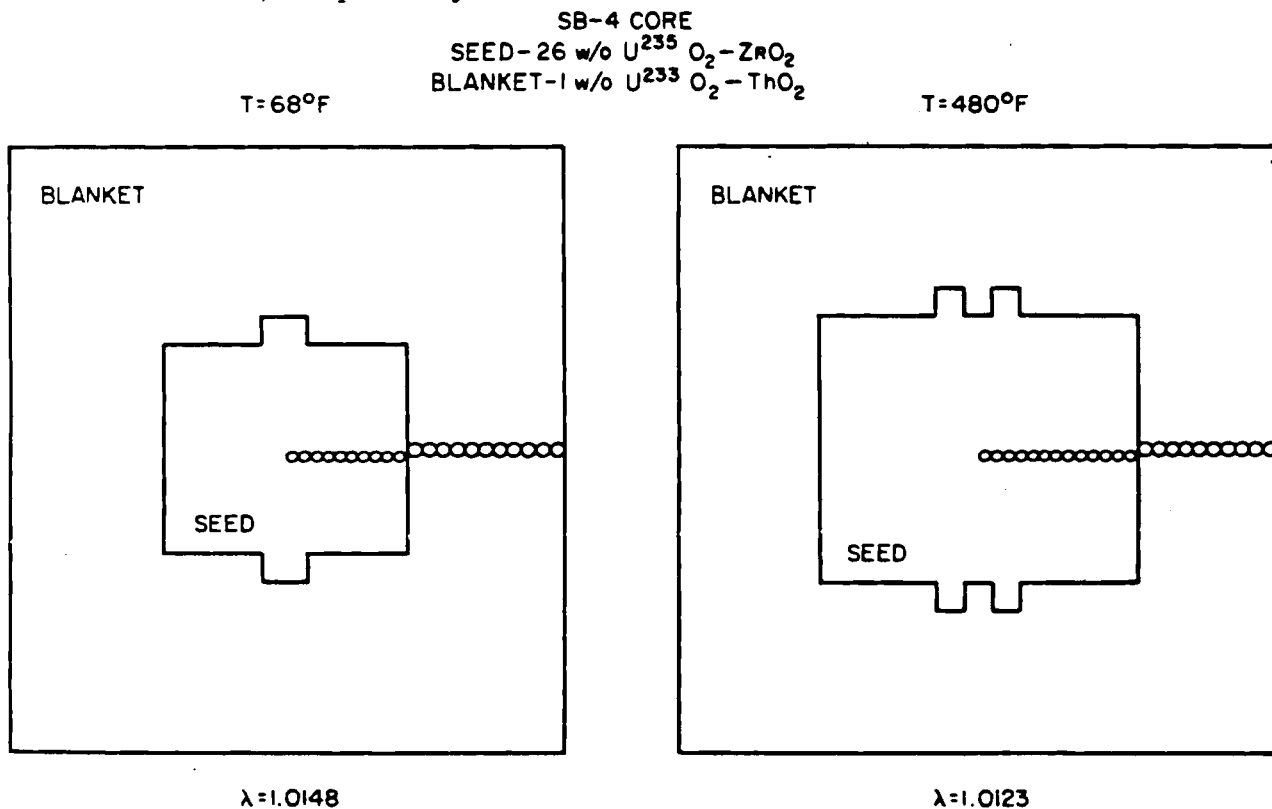 SB-4 CORE
SEED-26 w/o U²³⁵ O₂-ZRO₂
BLANKET-1 w/o U²³³ O₂-ThO₂
T=68°F
T=480°F
BLANKET
BLANKET
SEED
SEED
λ=1.0148
λ=1.0123